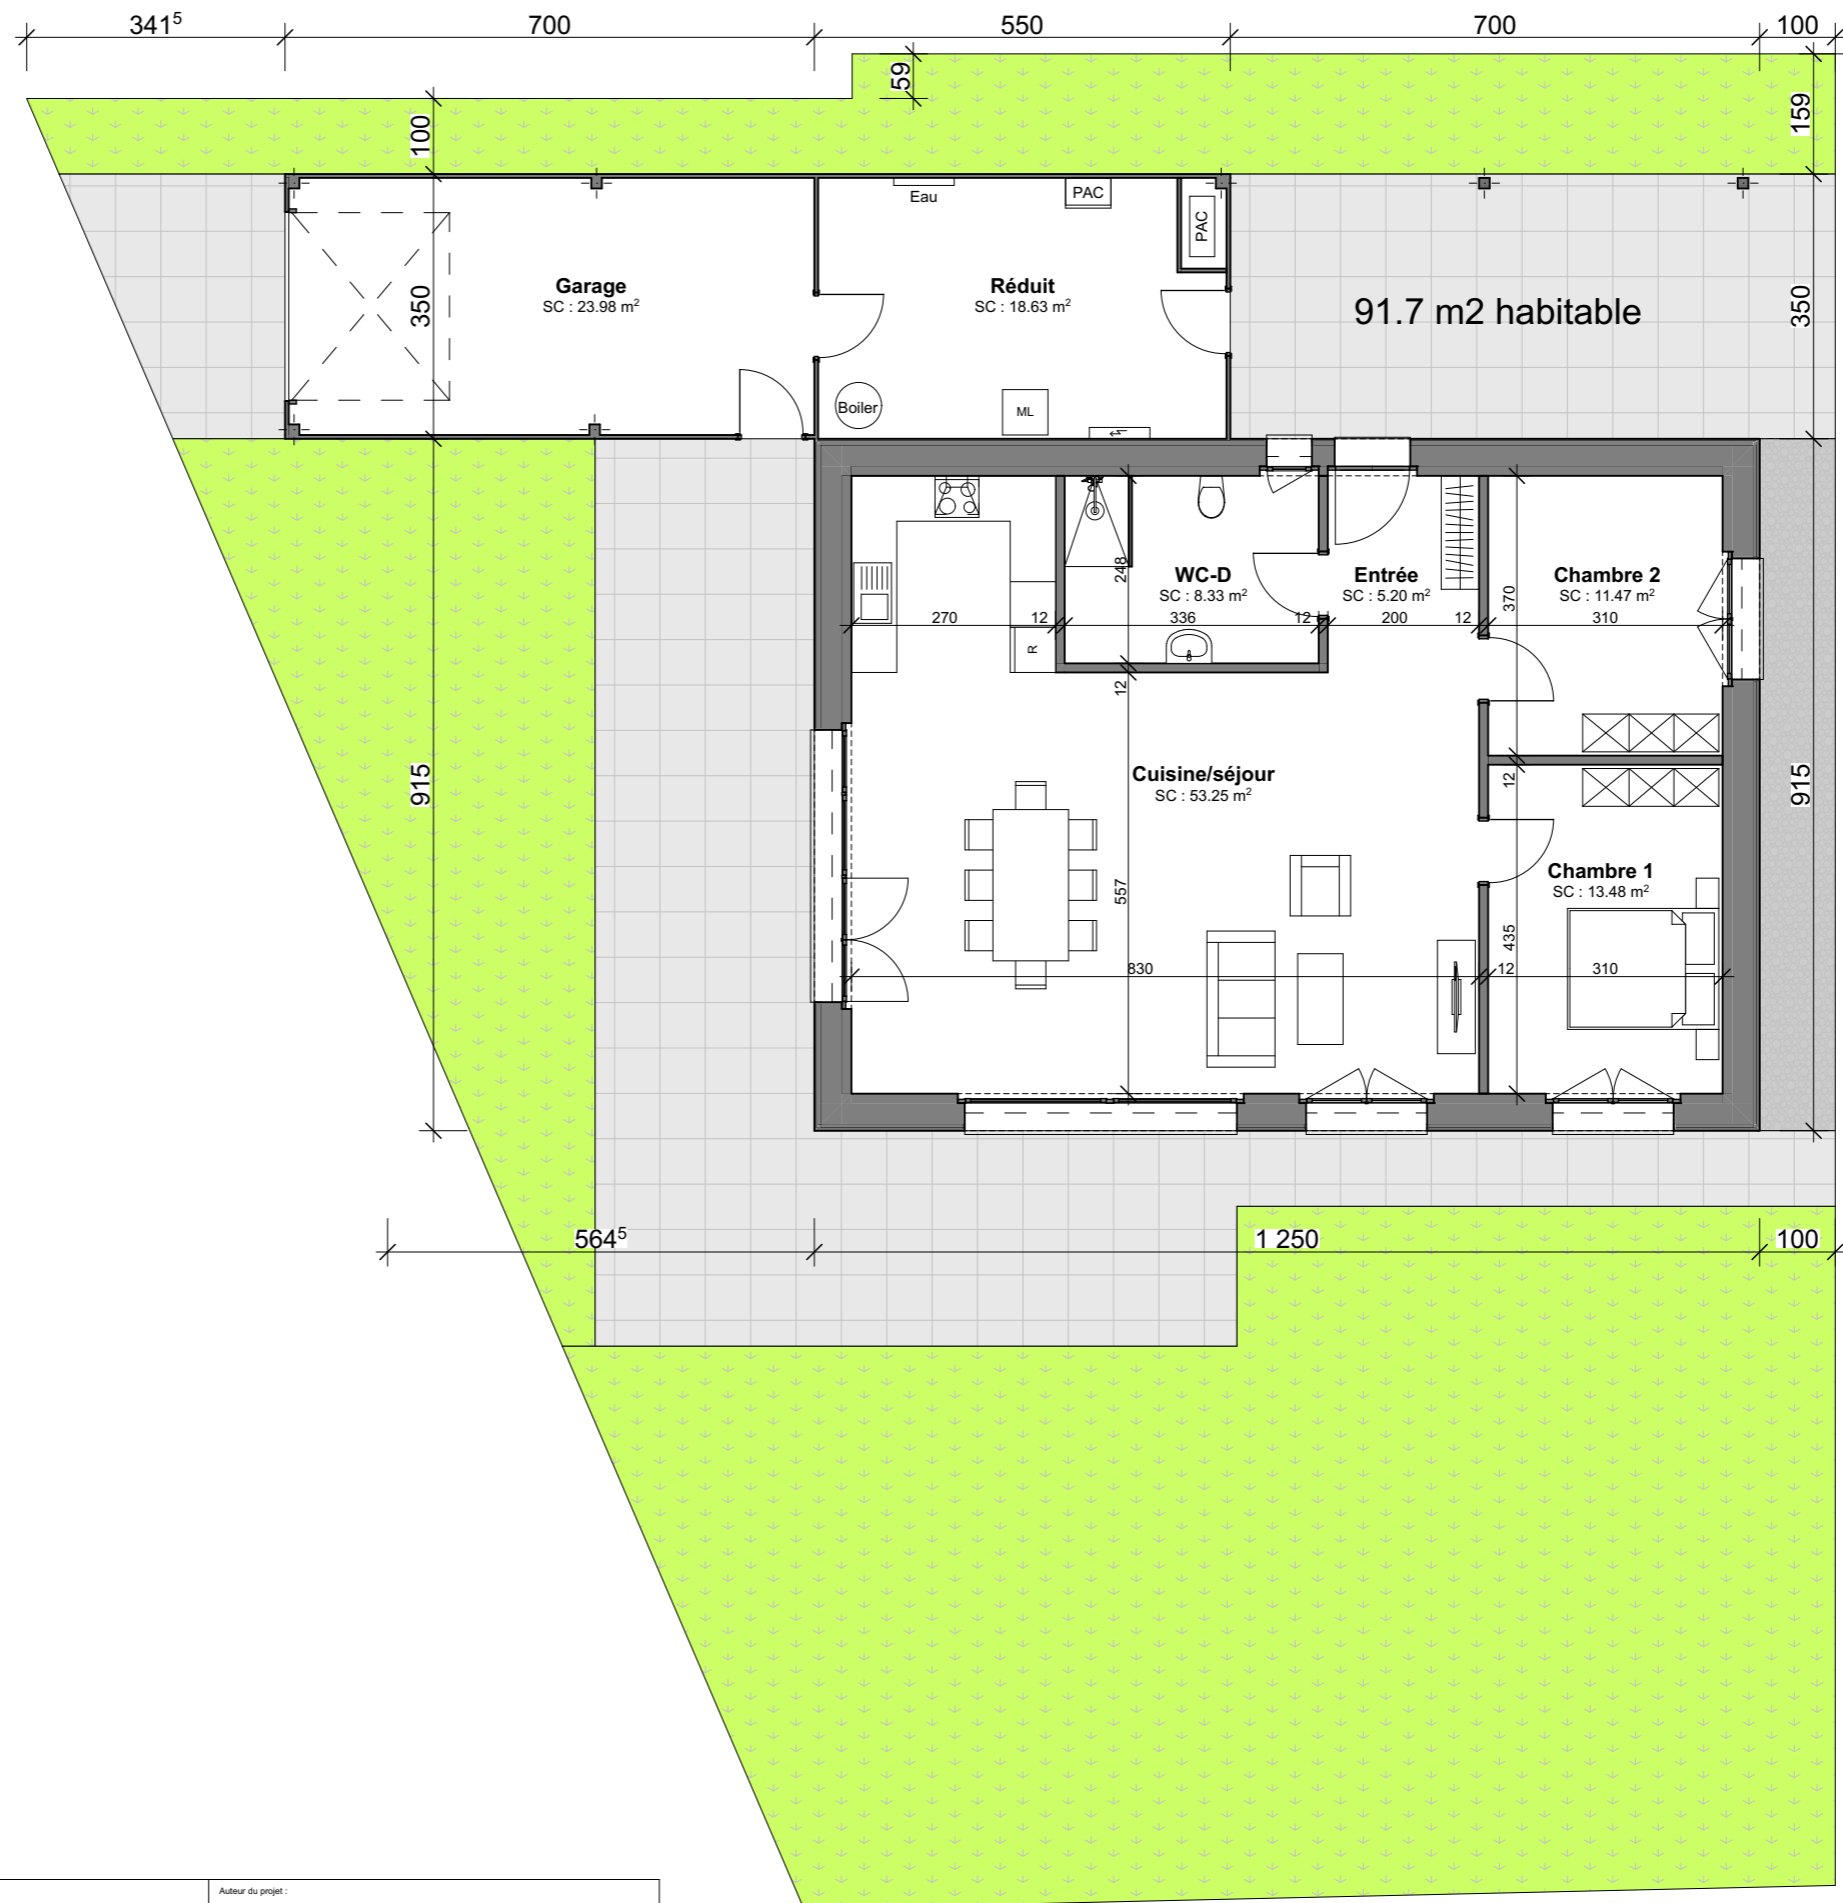 341⁵ 700 550 700 100
59
100
159
Eau
PAC
PAC
Garage
SC : 23.98 m²
Réduit
SC : 18.63 m²
350
91.7 m2 habitable
350
Boiler
ML
248
WC-D
SC : 8.33 m²
Entrée
SC : 5.20 m²
370
Chambre 2
SC : 11.47 m²
270 12 336 12 200 12 310
R
12
915
Cuisine/séjour
SC : 53.25 m²
12
915
557
Chambre 1
SC : 13.48 m²
435
830 12 310
564⁵ 1 250 100
Auteur du projet :